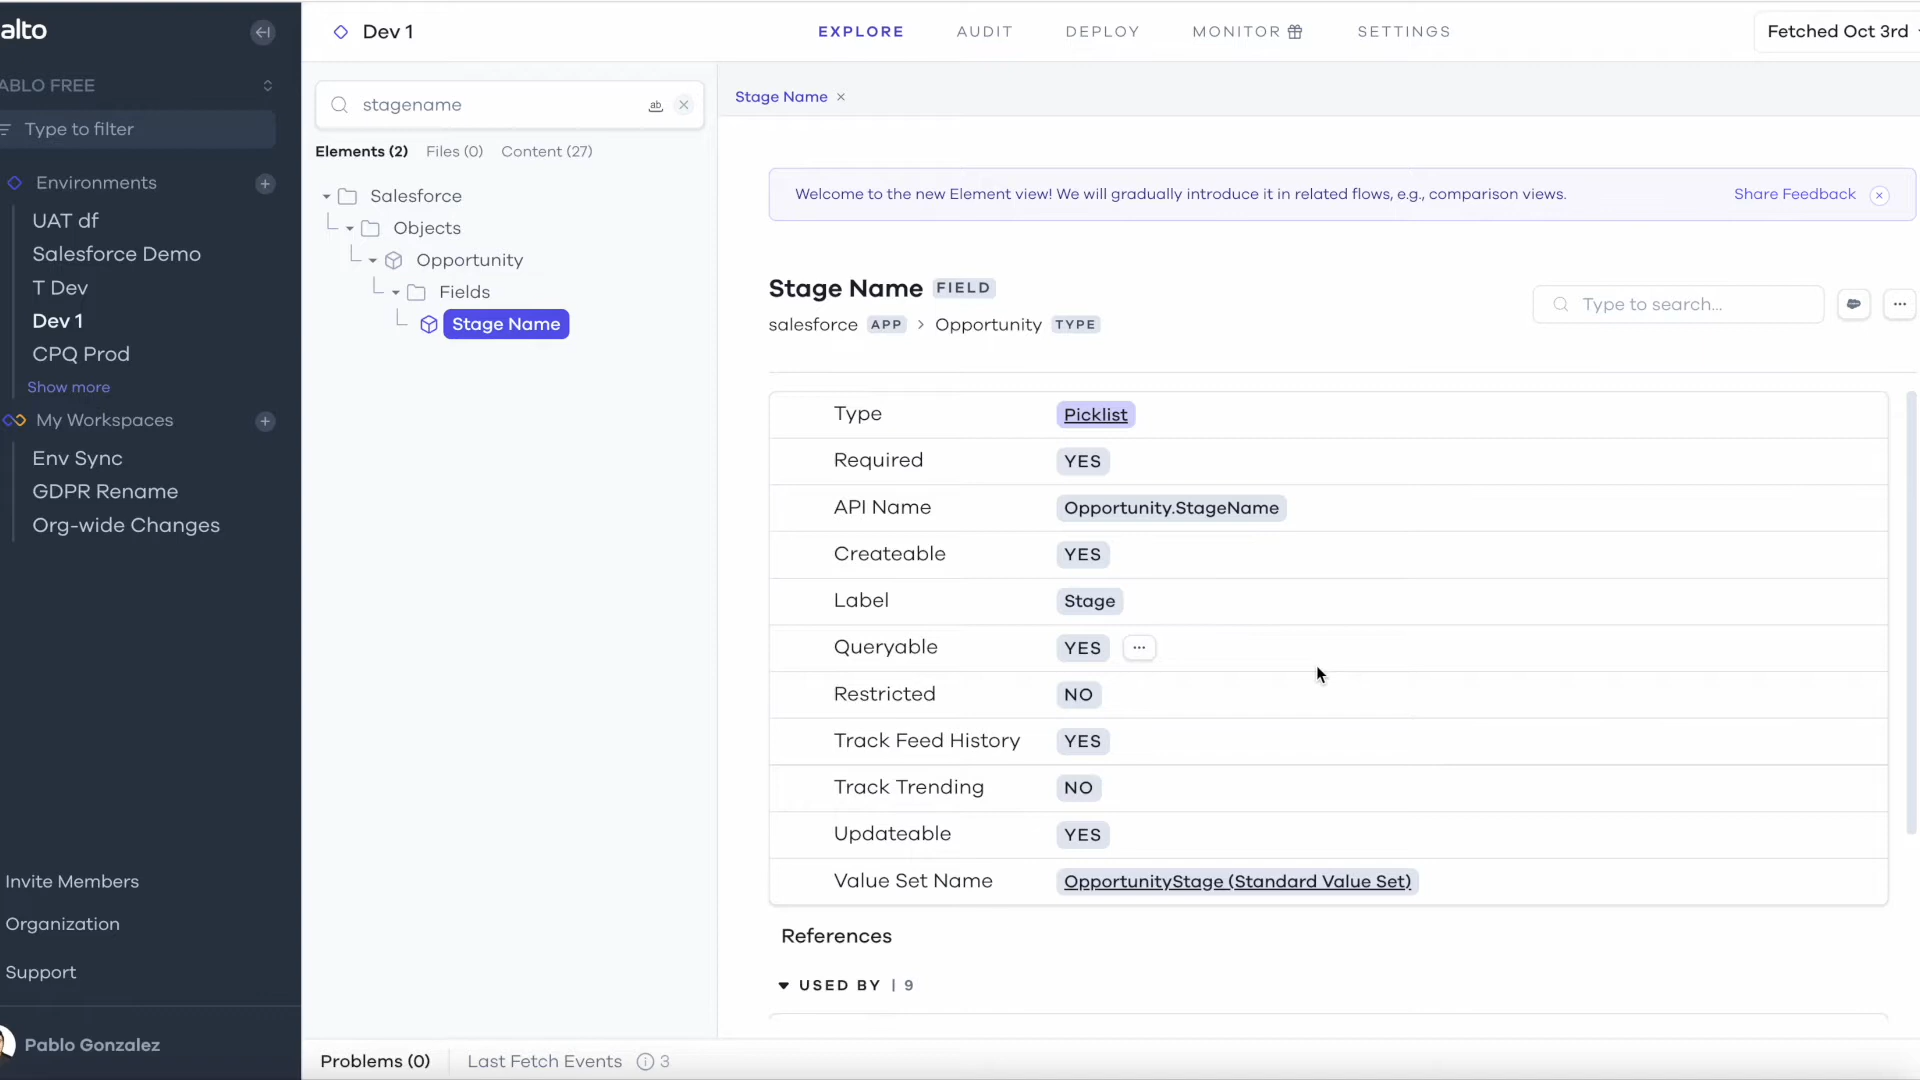 alto
ABLO FREE
Type to filter
Environments
UAT df
Salesforce Demo
T Dev
Dev 1
CPQ Prod
Show more
My Workspaces
Env Sync
GDPR Rename
Org-wide Changes
Invite Members
Organization
Support
Pablo Gonzalez
Dev 1
EXPLORE AUDIT DEPLOY MONITOR SETTINGS
Fetched Oct 3rd
stagename ab
Elements (2) Files (0) Content (27)
Salesforce
Objects
Opportunity
Fields
Stage Name
Stage Name
Welcome to the new Element view! We will gradually introduce it in related flows, e.g., comparison views. Share Feedback
Stage Name FIELD
salesforce APP > Opportunity TYPE
Type to search...
Type Picklist
Required YES
API Name Opportunity.StageName
Createable YES
Label Stage
Queryable YES ...
Restricted NO
Track Feed History YES
Track Trending NO
Updateable YES
Value Set Name OpportunityStage (Standard Value Set)
References
USED BY | 9
Problems (0) Last Fetch Events 3